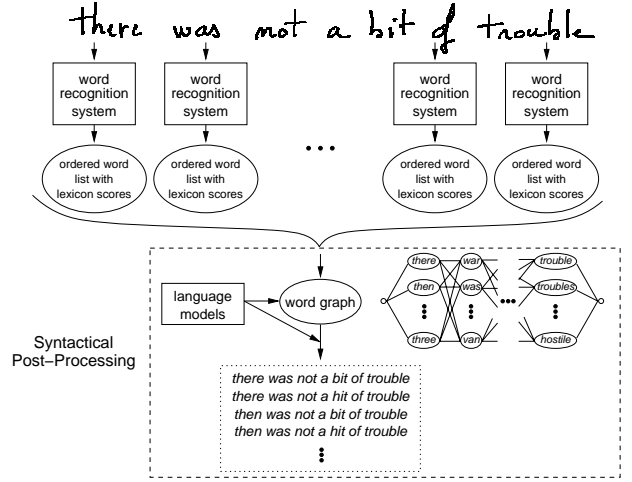 there was not a bit of trouble
word recognition system
word recognition system
word recognition system
word recognition system
ordered word list with lexicon scores
ordered word list with lexicon scores
...
ordered word list with lexicon scores
ordered word list with lexicon scores
Syntactical Post-Processing
language models
word graph
there
war
trouble
then
was
...
troubles
three
van
hostile
there was not a bit of trouble
there was not a hit of trouble
then was not a bit of trouble
then was not a hit of trouble